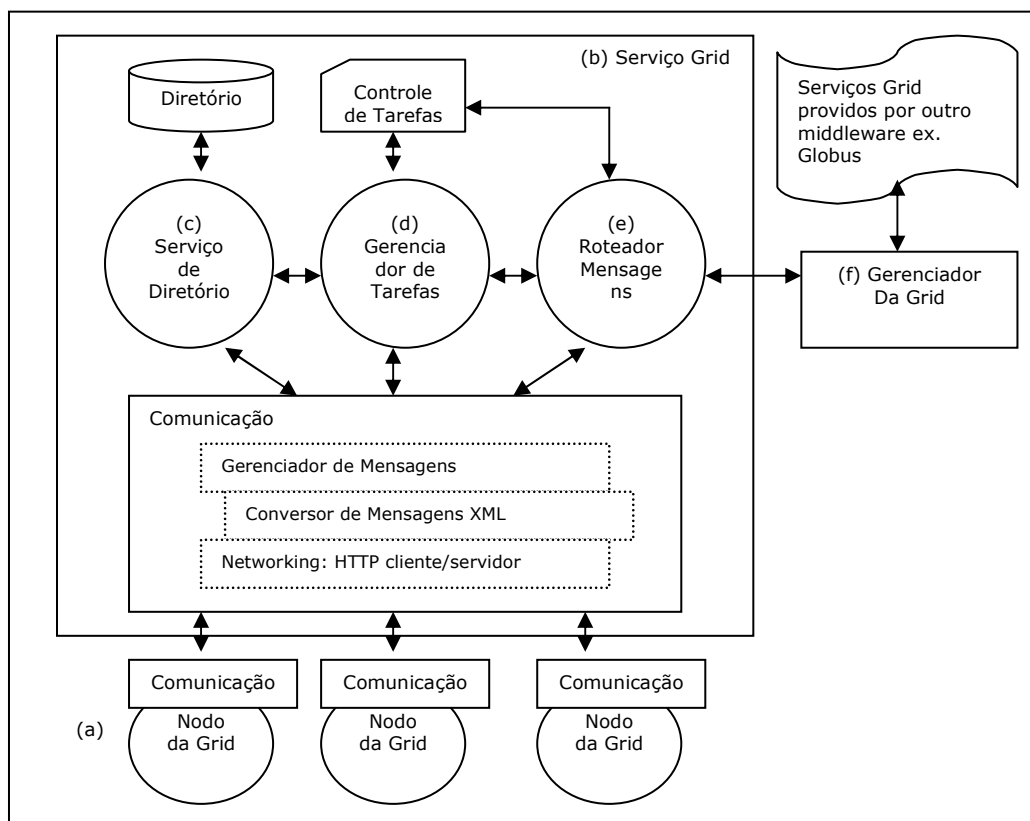 (b) Serviço Grid
Diretório
Controle
de Tarefas
Serviços Grid
providos por outro
middleware ex.
Globus
(c)
Serviço
de
Diretório
(d)
Gerencia
dor de
Tarefas
(e)
Roteador
Mensage
ns
(f) Gerenciador
Da Grid
Comunicação
Gerenciador de Mensagens
Conversor de Mensagens XML
Networking: HTTP cliente/servidor
Comunicação
Comunicação
Comunicação
(a)
Nodo
da Grid
Nodo
da Grid
Nodo
da Grid